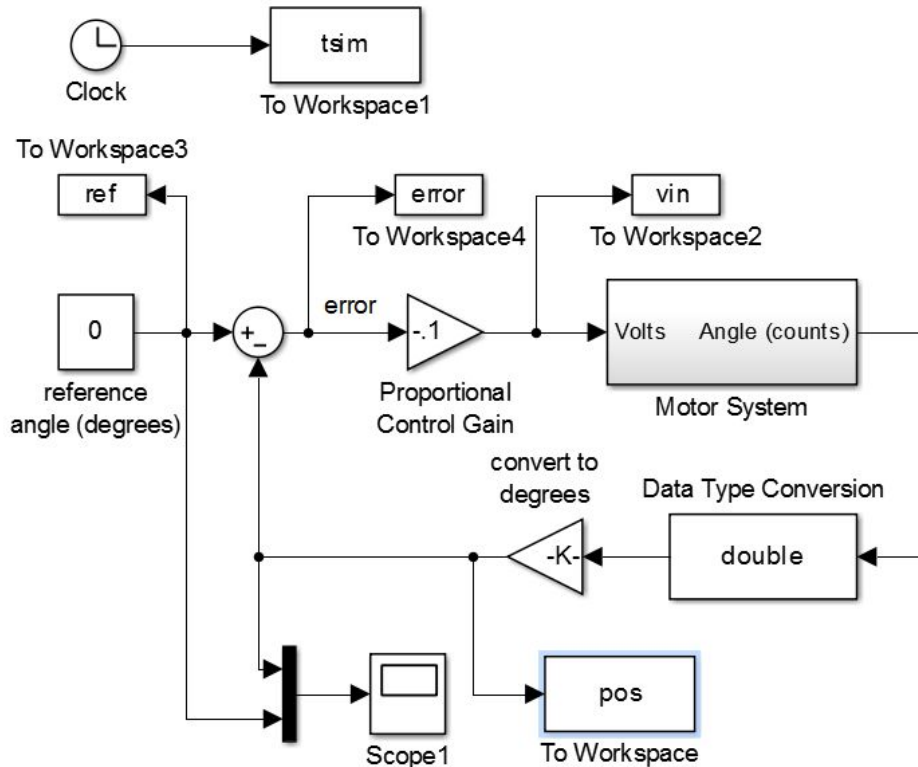 tsim
Clock
To Workspace1
To Workspace3
ref
error
vin
To Workspace4
To Workspace2
0
+
_
error
-.1
Volts
Angle (counts)
reference
angle (degrees)
Proportional
Control Gain
Motor System
convert to
degrees
Data Type Conversion
-K-
double
pos
Scope1
To Workspace